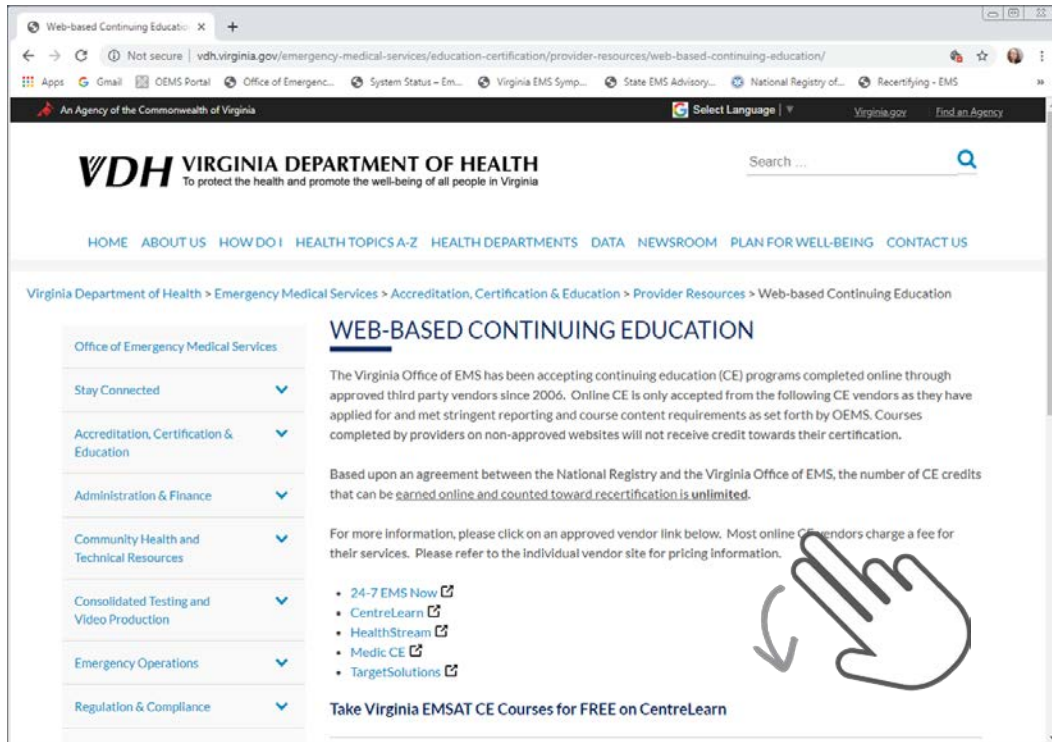 Web-based Continuing Educatio
Not secure | vdh.virginia.gov/emergency-medical-services/education-certification/provider-resources/web-based-continuing-education/
Apps Gmail OEMS Portal Office of Emergenc... System Status – Em... Virginia EMS Symp... State EMS Advisory... National Registry of... Recertifying - EMS
An Agency of the Commonwealth of Virginia Select Language Virginia.gov Find an Agency
VDH VIRGINIA DEPARTMENT OF HEALTH
To protect the health and promote the well-being of all people in Virginia
Search ...
HOME ABOUT US HOW DO I HEALTH TOPICS A-Z HEALTH DEPARTMENTS DATA NEWSROOM PLAN FOR WELL-BEING CONTACT US
Virginia Department of Health > Emergency Medical Services > Accreditation, Certification & Education > Provider Resources > Web-based Continuing Education
Office of Emergency Medical Services
Stay Connected
Accreditation, Certification &
Education
Administration & Finance
Community Health and
Technical Resources
Consolidated Testing and
Video Production
Emergency Operations
Regulation & Compliance
WEB-BASED CONTINUING EDUCATION
The Virginia Office of EMS has been accepting continuing education (CE) programs completed online through
approved third party vendors since 2006. Online CE is only accepted from the following CE vendors as they have
applied for and met stringent reporting and course content requirements as set forth by OEMS. Courses
completed by providers on non-approved websites will not receive credit towards their certification.
Based upon an agreement between the National Registry and the Virginia Office of EMS, the number of CE credits
that can be earned online and counted toward recertification is unlimited.
For more information, please click on an approved vendor link below. Most online CE vendors charge a fee for
their services. Please refer to the individual vendor site for pricing information.
• 24-7 EMS Now
• CentreLearn
• HealthStream
• Medic CE
• TargetSolutions
Take Virginia EMSAT CE Courses for FREE on CentreLearn